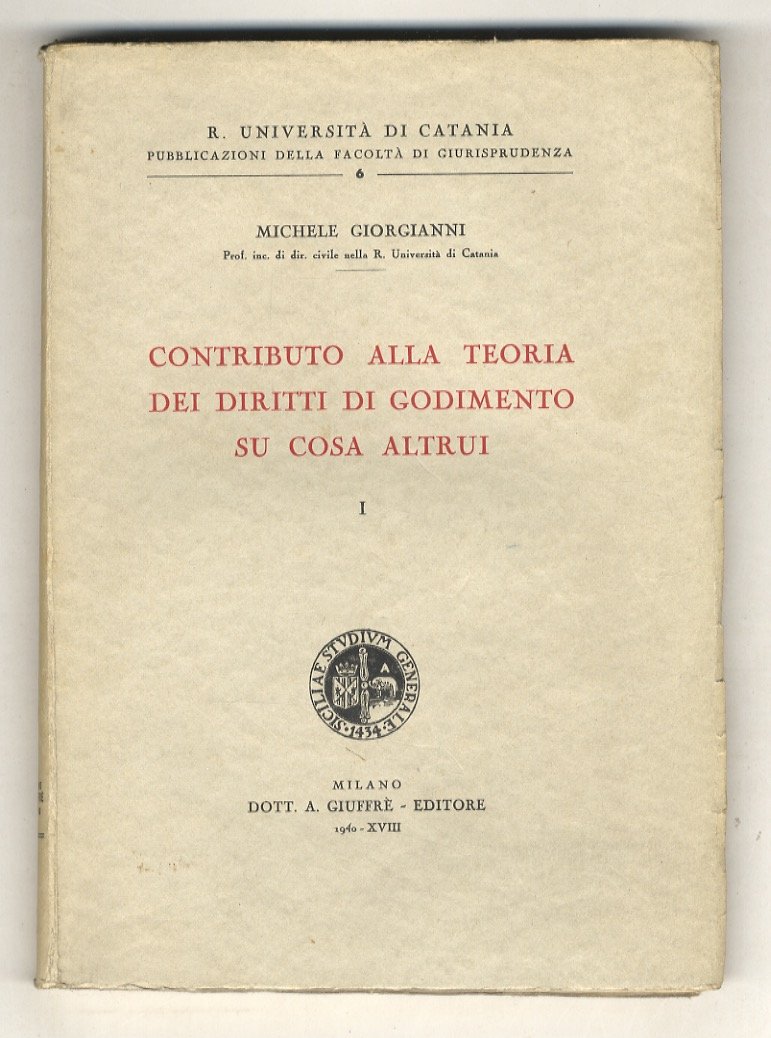 R. UNIVERSITÀ DI CATANIA
PUBBLICAZIONI DELLA FACOLTÀ DI GIURISPRUDENZA
6
MICHELE GIORGIANNI
Prof. inc. di dir. civile nella R. Università di Catania
CONTRIBUTO ALLA TEORIA
DEI DIRITTI DI GODIMENTO
SU COSA ALTRUI
I
SICILIAE STVDIVM GENERALE
A
1434
MILANO
DOTT. A. GIUFFRÈ - EDITORE
1940 - XVIII